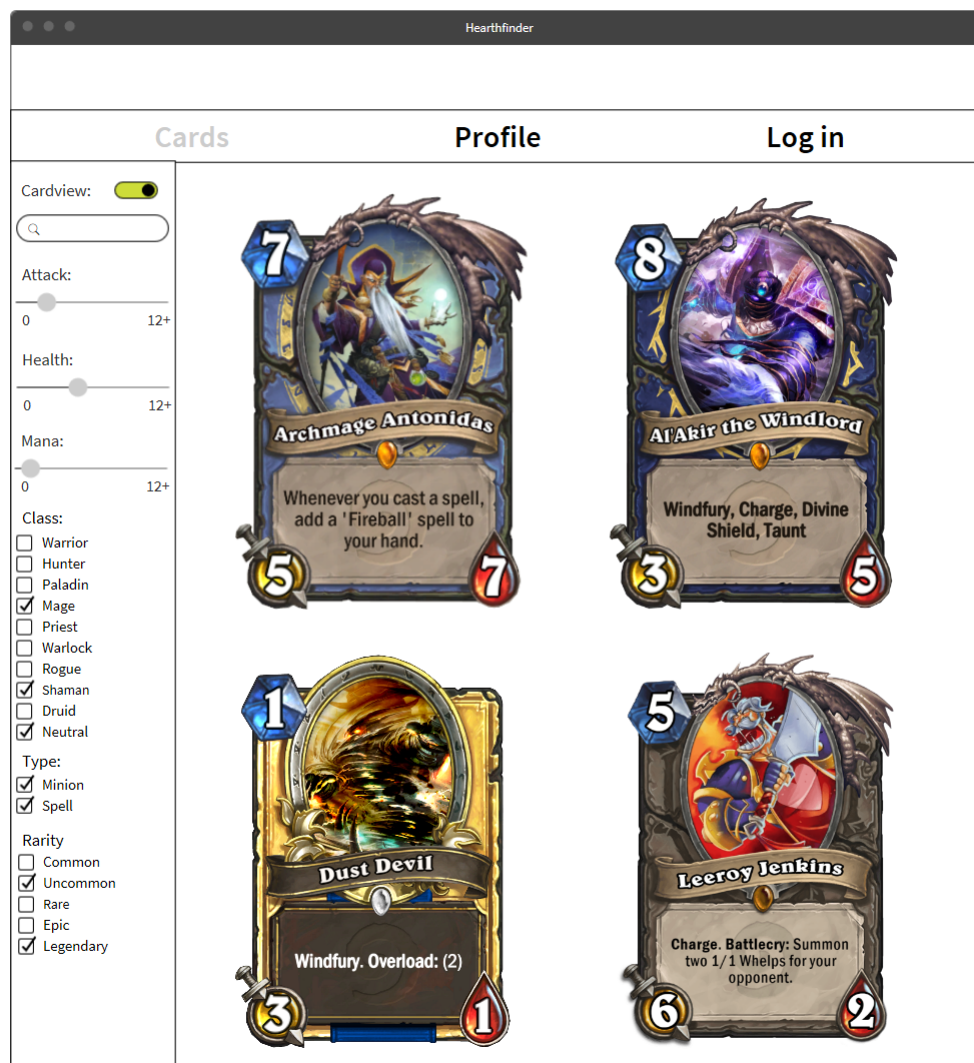 Hearthfinder
Cards Profile Log in
Cardview:
Attack:
0 12+
Health:
0 12+
Mana:
0 12+
Class:
Warrior
Hunter
Paladin
Mage
Priest
Warlock
Rogue
Shaman
Druid
Neutral
Type:
Minion
Spell
Rarity
Common
Uncommon
Rare
Epic
Legendary
7
Archmage Antonidas
Whenever you cast a spell,
add a 'Fireball' spell to
your hand.
5 7
8
Al'Akir the Windlord
Windfury, Charge, Divine
Shield, Taunt
3 5
1
Dust Devil
Windfury. Overload: (2)
3 1
5
Leeroy Jenkins
Charge. Battlecry: Summon
two 1/1 Whelps for your
opponent.
6 2